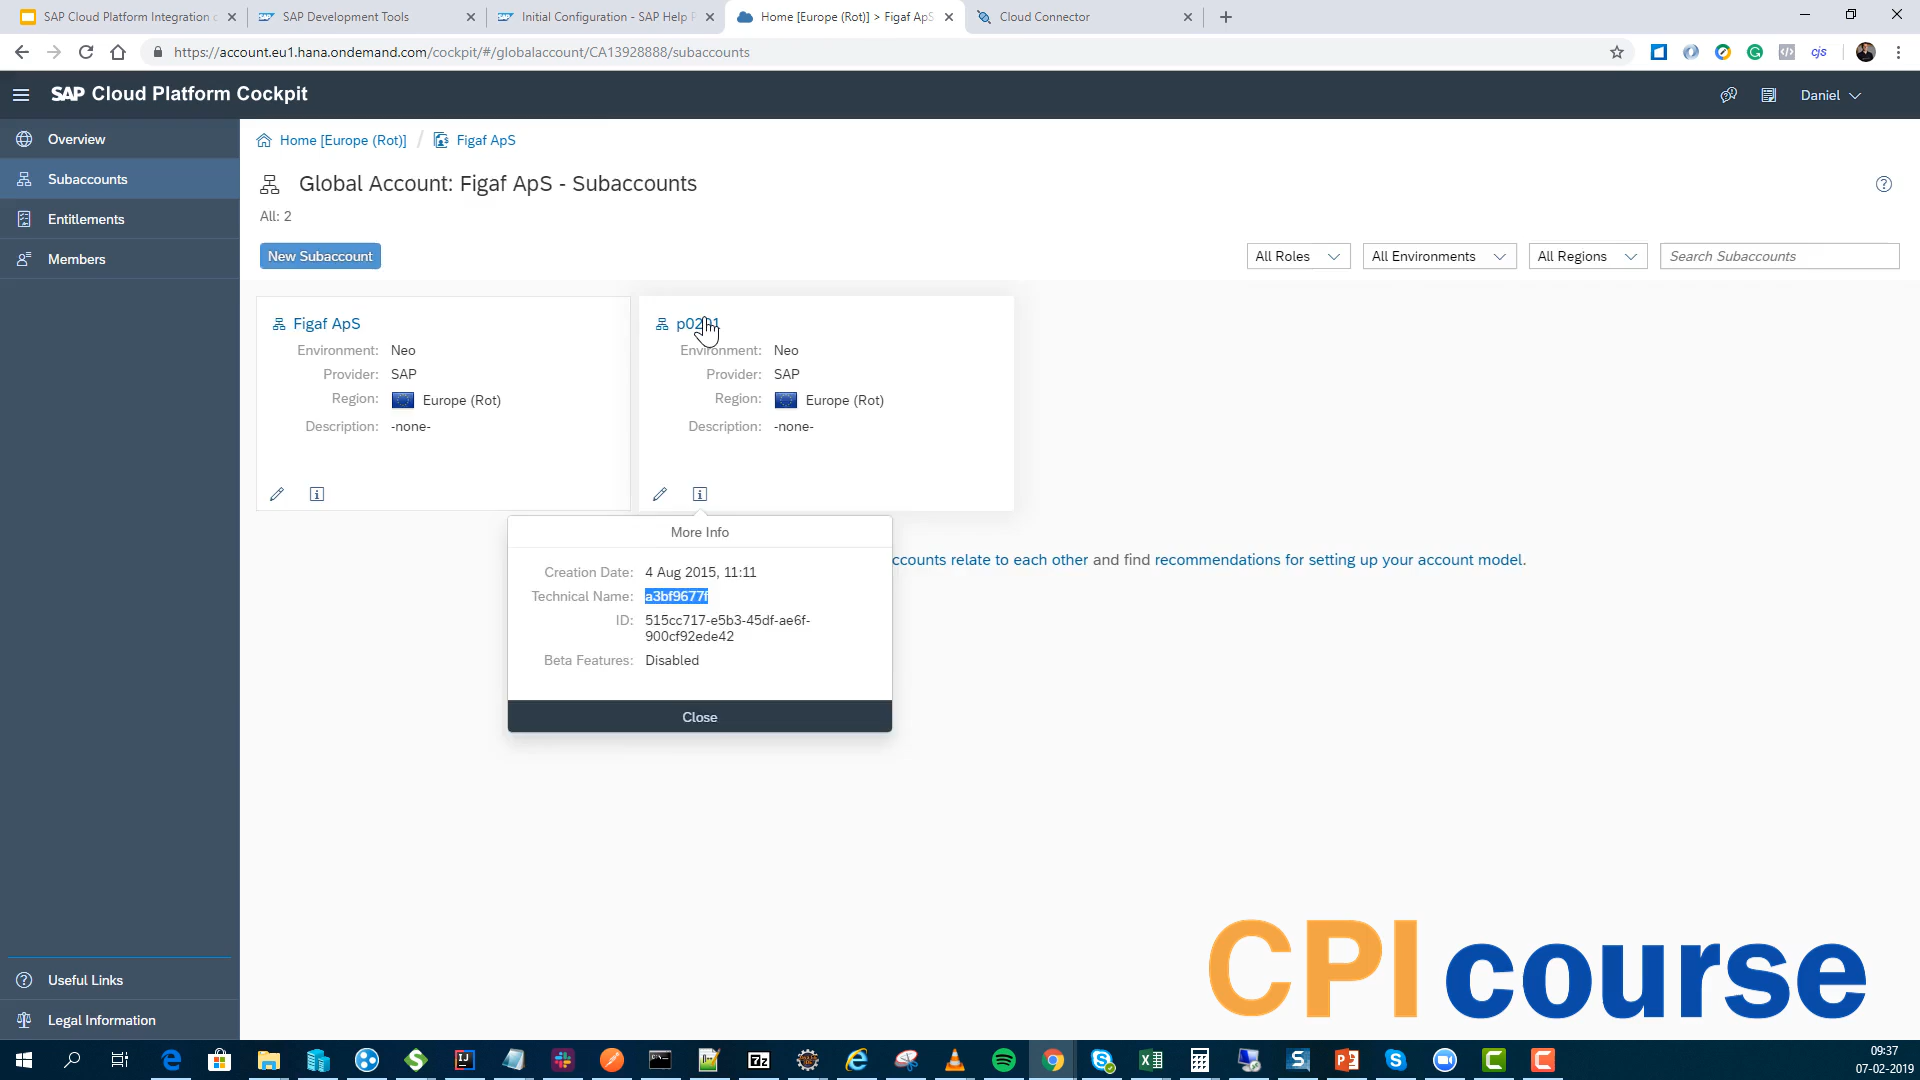 SAP Cloud Platform Integration
SAP Development Tools
Initial Configuration - SAP Help
Home [Europe (Rot)] > Figaf ApS
Cloud Connector
https://account.eu1.hana.ondemand.com/cockpit/#/globalaccount/CA13928888/subaccounts
cjs
SAP Cloud Platform Cockpit
Daniel
Overview
Subaccounts
Entitlements
Members
Useful Links
Legal Information
Home [Europe (Rot)] / Figaf ApS
Global Account: Figaf ApS - Subaccounts
All: 2
New Subaccount
All Roles
All Environments
All Regions
Search Subaccounts
Figaf ApS
Environment: Neo
Provider: SAP
Region: Europe (Rot)
Description: -none-
Environment: Neo
Provider: SAP
Region: Europe (Rot)
Description: -none-
More Info
Creation Date: 4 Aug 2015, 11:11
Technical Name: a3bf9677f
ID: 515cc717-e5b3-45df-ae6f-
900cf92ede42
Beta Features: Disabled
Close
accounts relate to each other and find recommendations for setting up your account model.
CPI course
09:37
07-02-2019